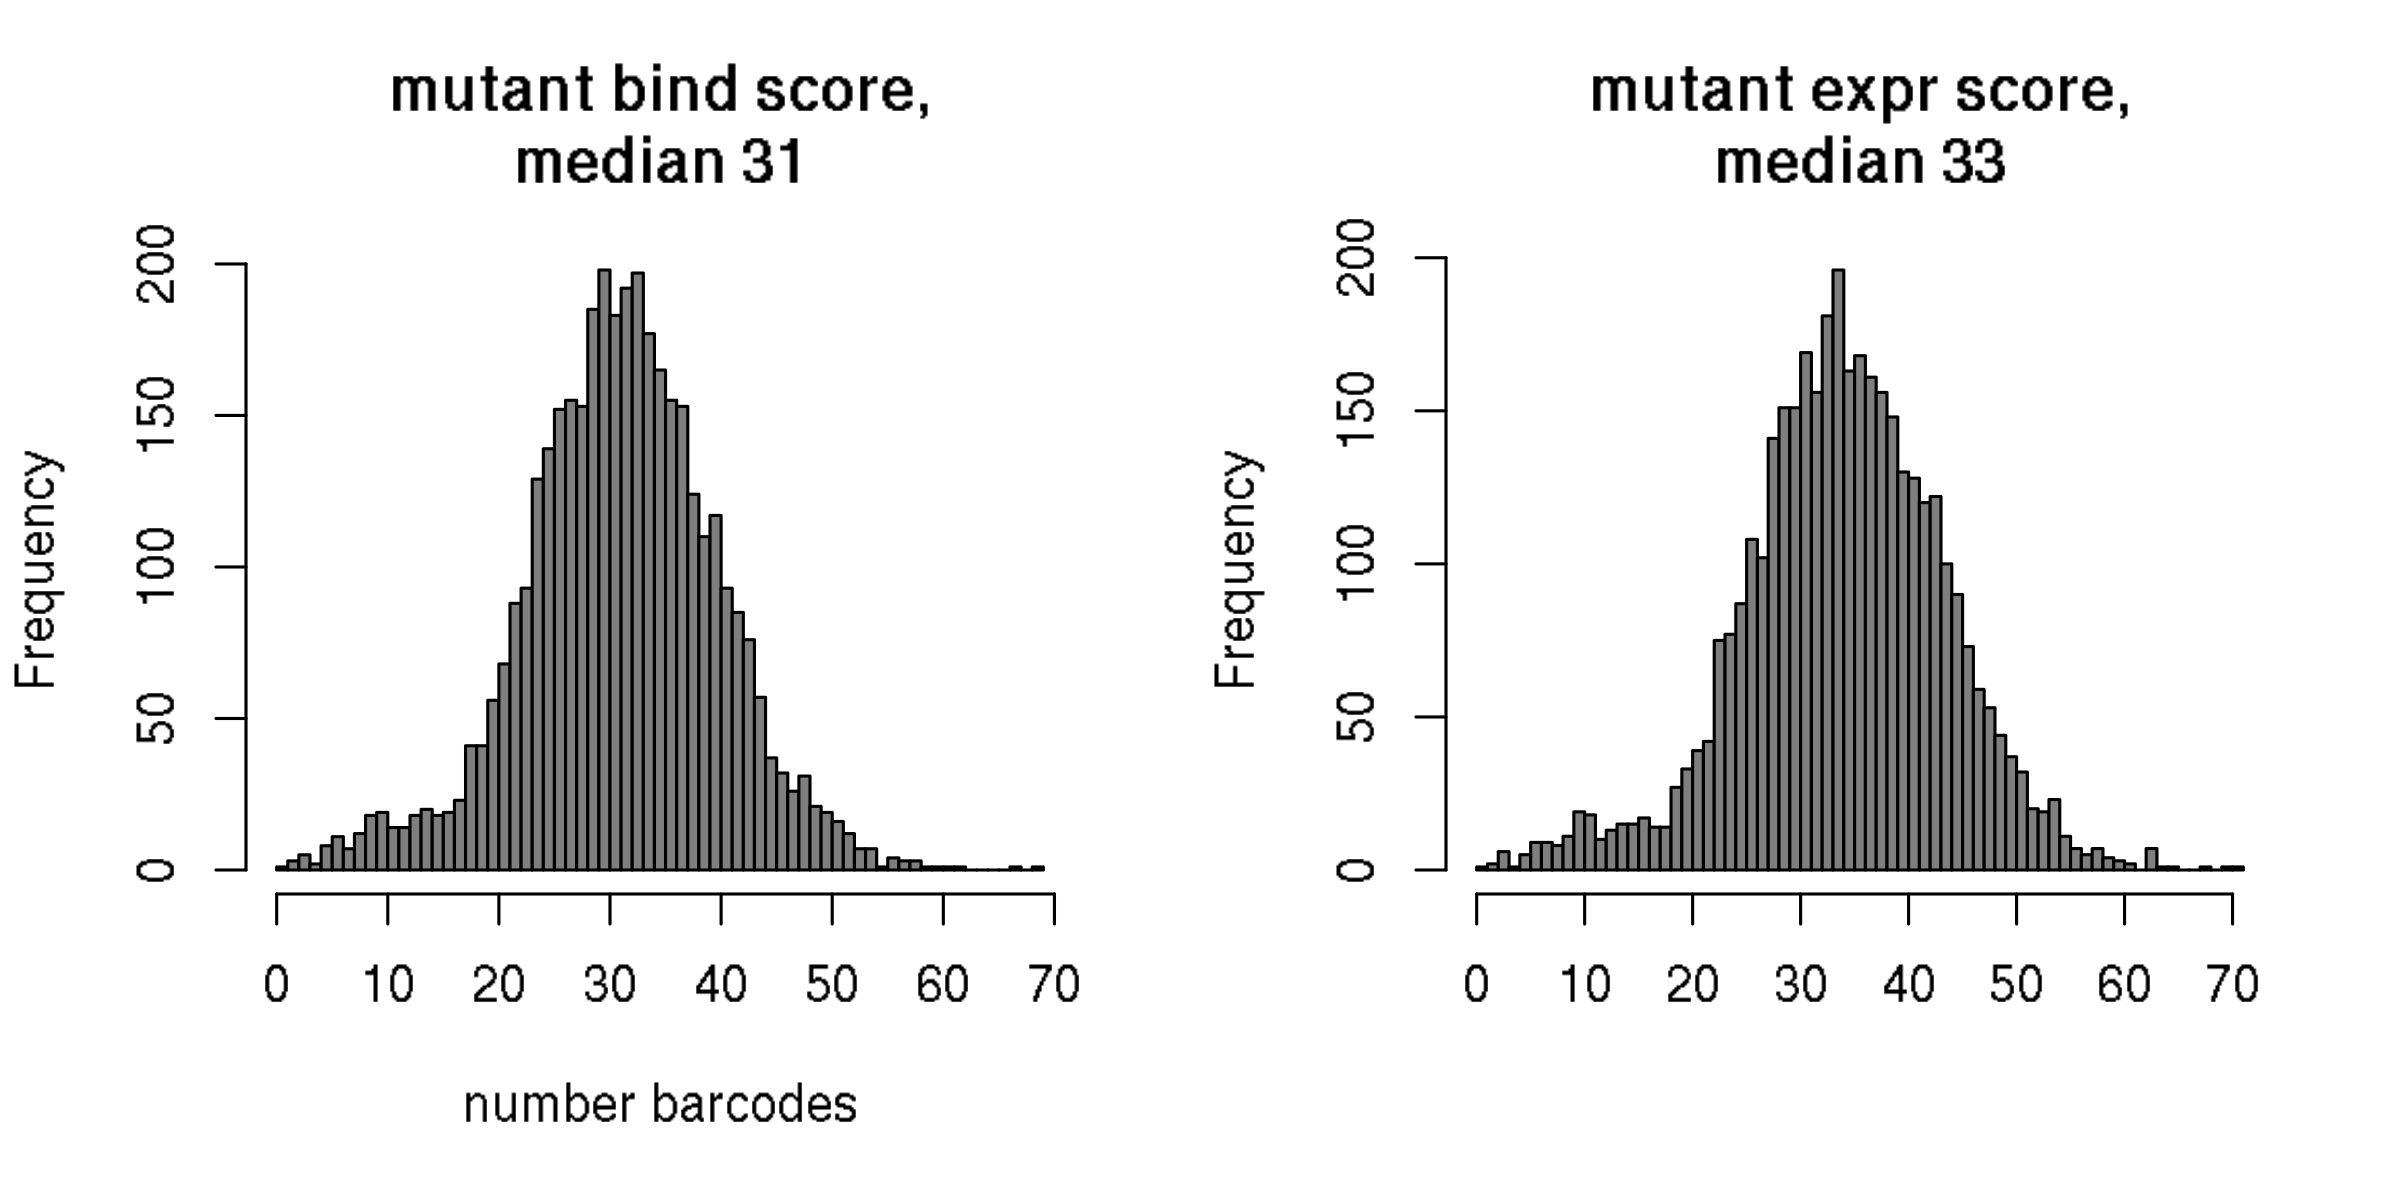 mutant bind score,
median 31
Frequency
200
150
100
50
0
0 10 20 30 40 50 60 70
number barcodes
mutant expr score,
median 33
Frequency
200
150
100
50
0
0 10 20 30 40 50 60 70